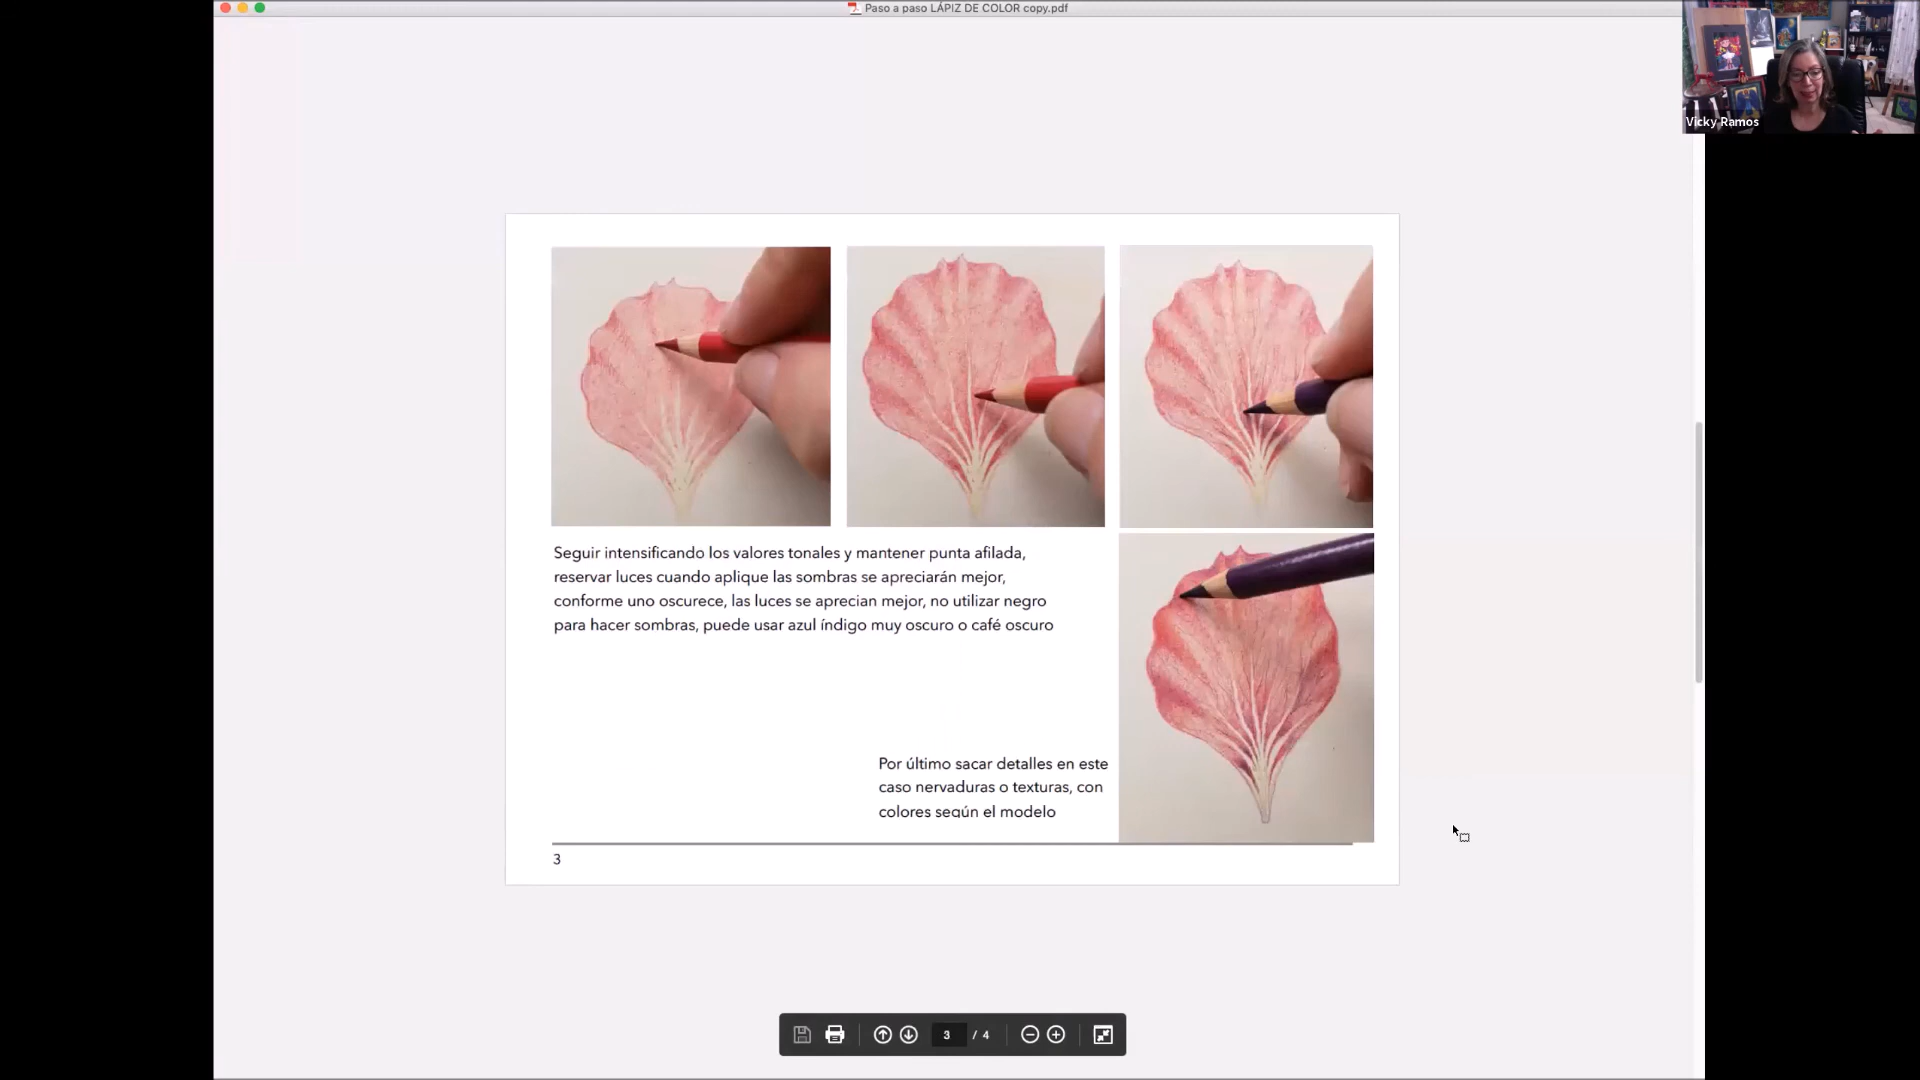 Paso a paso LÁPIZ DE COLOR copy.pdf
Vicky Ramos
Seguir intensificando los valores tonales y mantener punta afilada,
reservar luces cuando aplique las sombras se apreciarán mejor,
conforme uno oscurece, las luces se aprecian mejor, no utilizar negro
para hacer sombras, puede usar azul índigo muy oscuro o café oscuro
Por último sacar detalles en este
caso nervaduras o texturas, con
colores según el modelo
3
3 / 4